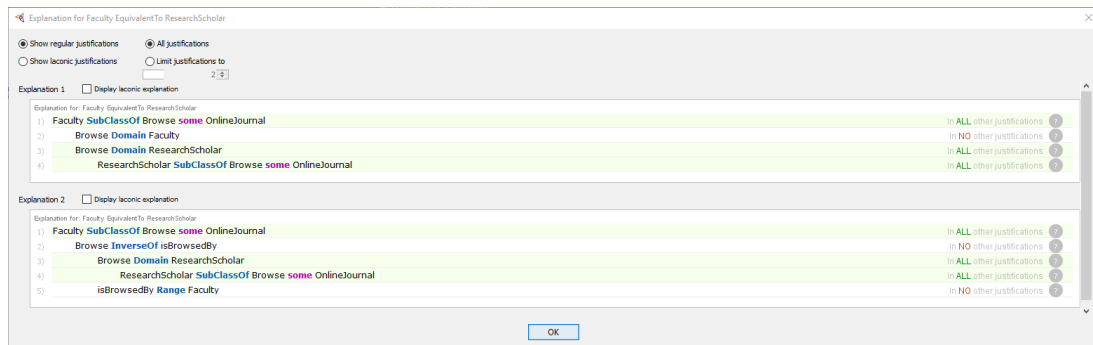 Explanation for Faculty EquivalentTo ResearchScholar
Show regular justifications All justifications
Show laconic justifications Limit justifications to
2
Explanation 1 Display laconic explanation
Explanation for: Faculty EquivalentTo ResearchScholar
1) Faculty SubClassOf Browse some OnlineJournal In ALL other justifications ?
2) Browse Domain Faculty In NO other justifications ?
3) Browse Domain ResearchScholar In ALL other justifications ?
4) ResearchScholar SubClassOf Browse some OnlineJournal In ALL other justifications ?
Explanation 2 Display laconic explanation
Explanation for: Faculty EquivalentTo ResearchScholar
1) Faculty SubClassOf Browse some OnlineJournal In ALL other justifications ?
2) Browse InverseOf isBrowsedBy In NO other justifications ?
3) Browse Domain ResearchScholar In ALL other justifications ?
4) ResearchScholar SubClassOf Browse some OnlineJournal In ALL other justifications ?
5) isBrowsedBy Range Faculty In NO other justifications ?
OK